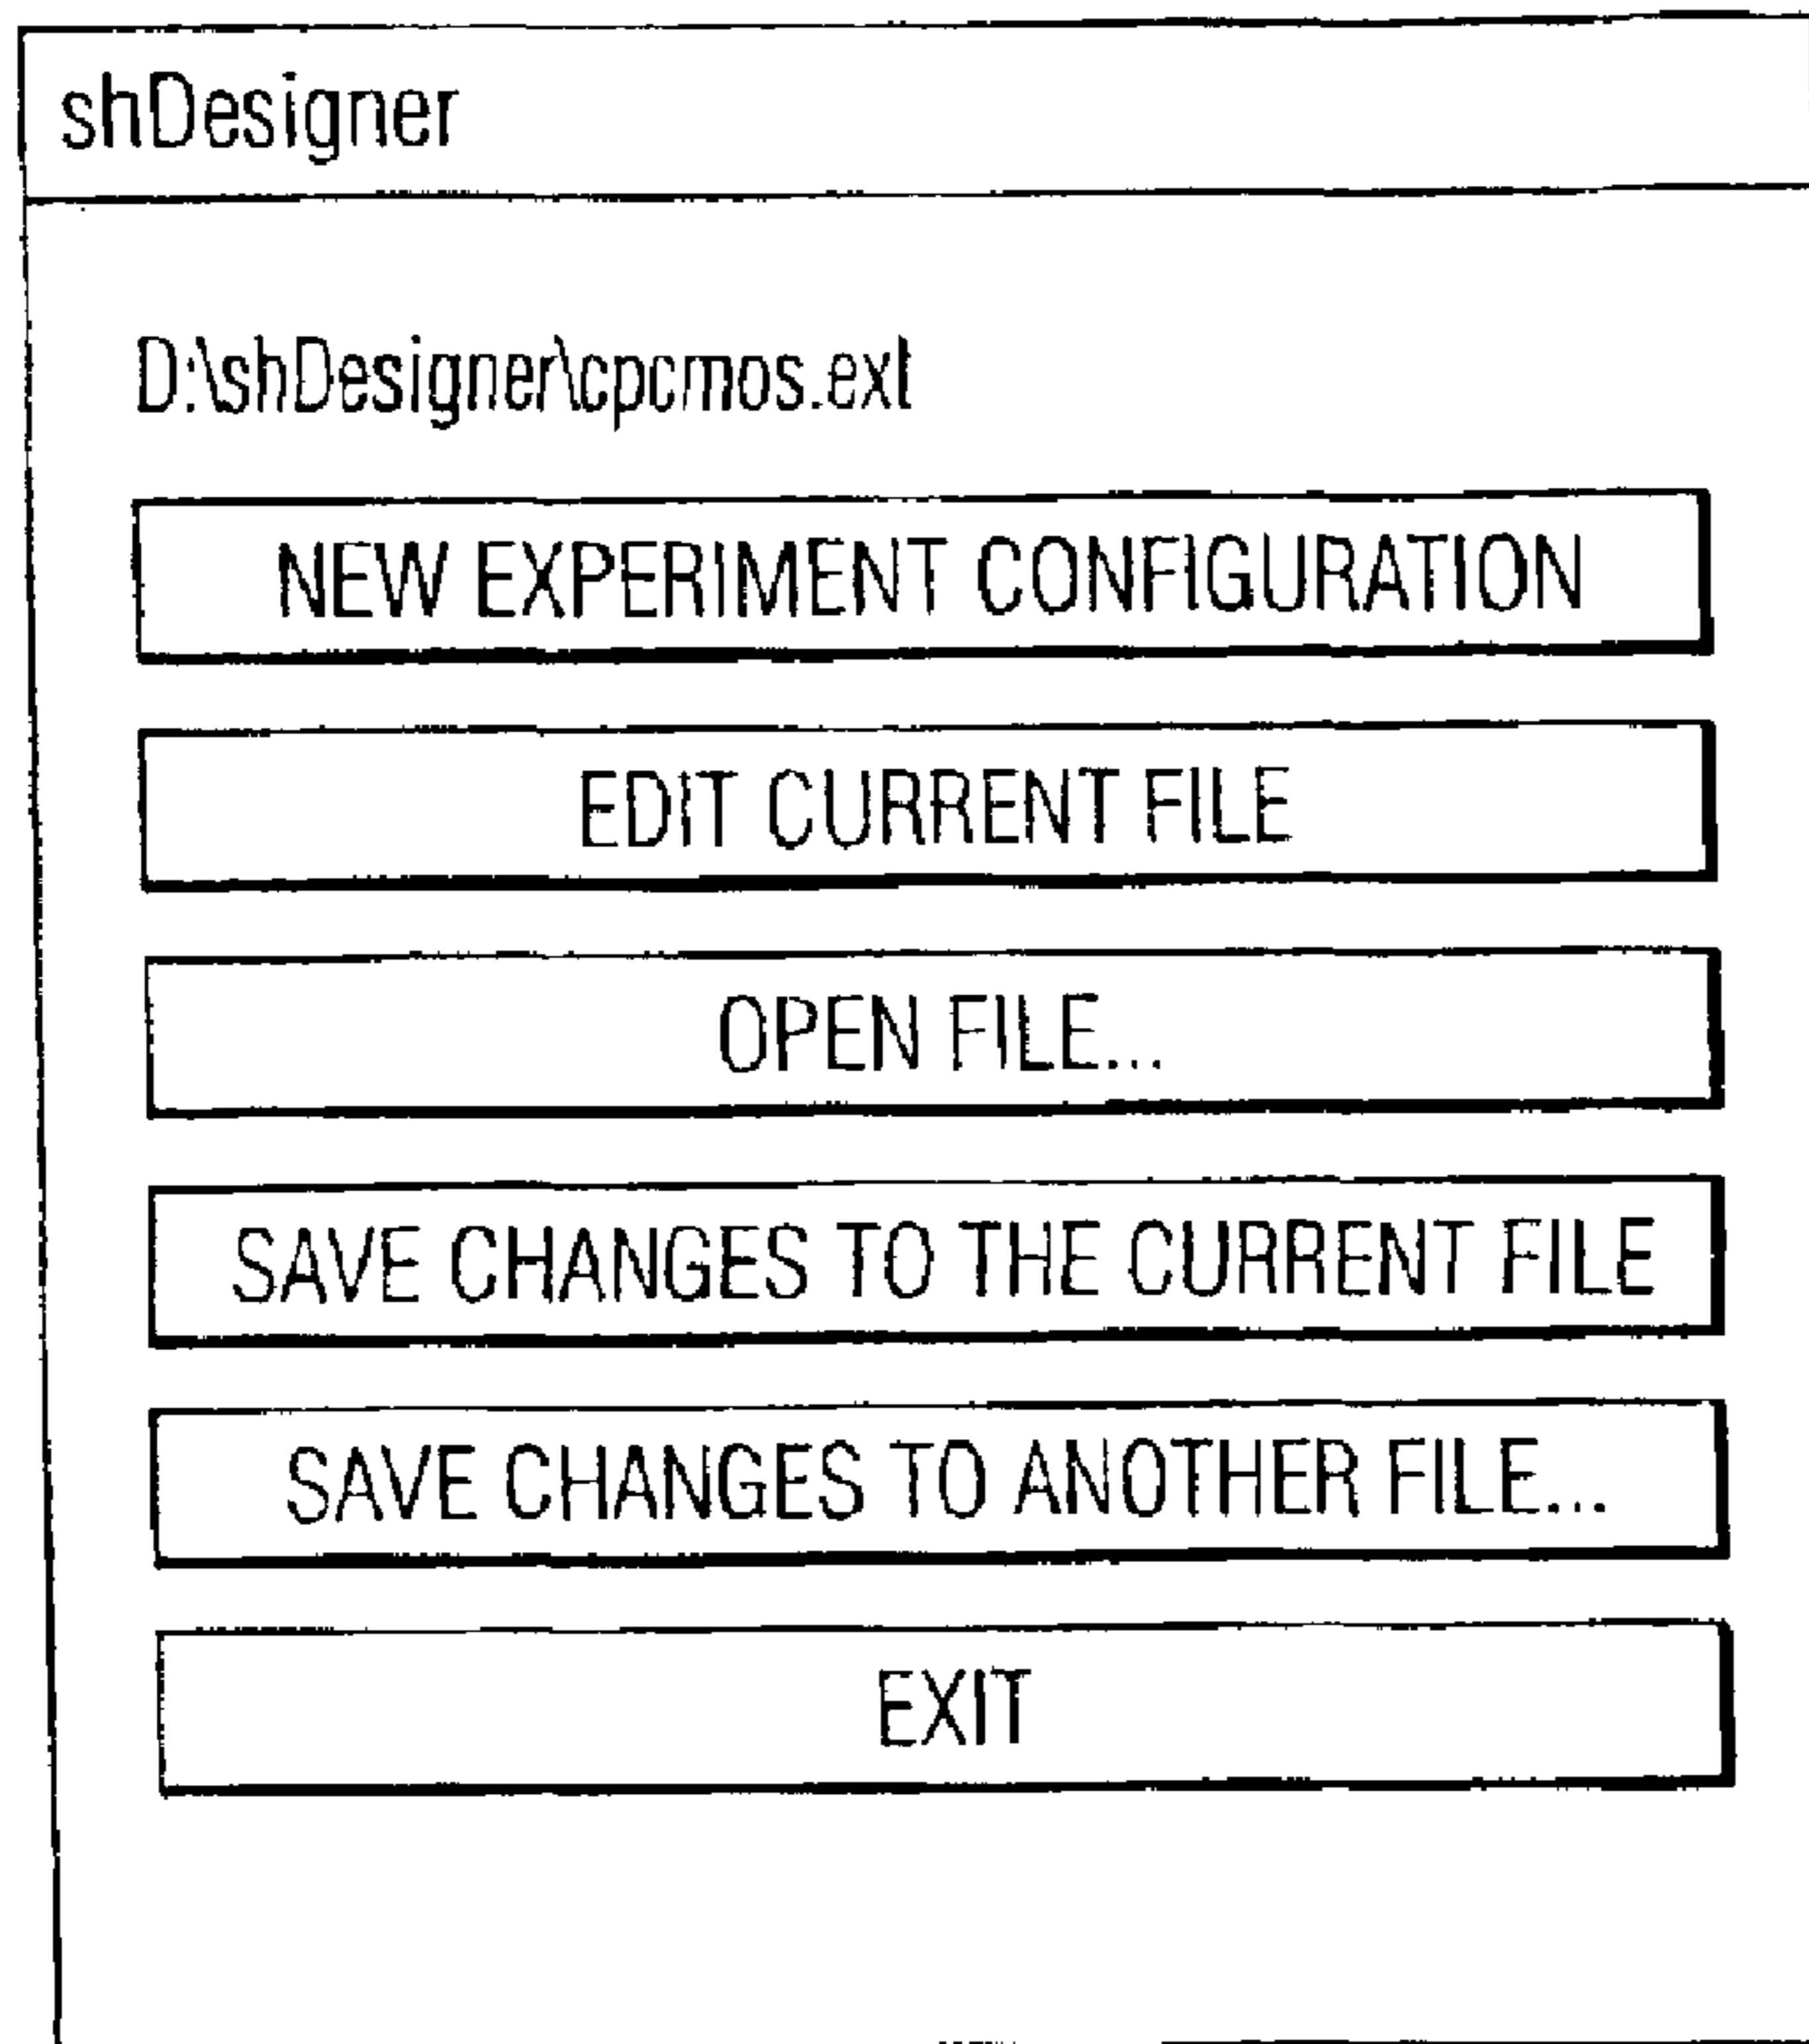 shDesigner
D:\shDesigner\cpcmos.ext
NEW EXPERIMENT CONFIGURATION
EDIT CURRENT FILE
OPEN FILE...
SAVE CHANGES TO THE CURRENT FILE
SAVE CHANGES TO ANOTHER FILE...
EXIT